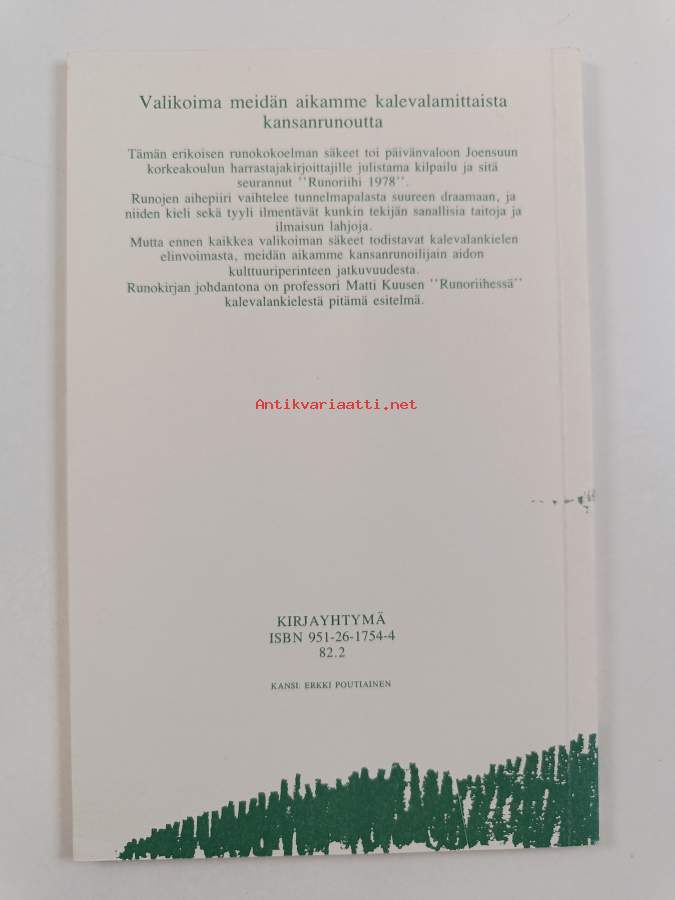 Valikoima meidän aikamme kalevalamittaista
kansanrunoutta
Tämän erikoisen runokokoelman säkeet toi päivänvaloon Joensuun
korkeakoulun harrastajakirjoittajille julistama kilpailu ja sitä
seurannut "Runoriihi 1978".
Runojen aihepiiri vaihtelee tunnelmapalasta suureen draamaan, ja
niiden kieli sekä tyyli ilmentävät kunkin tekijän sanallisia taitoja ja
ilmaisun lahjoja.
Mutta ennen kaikkea valikoiman säkeet todistavat kalevalankielen
elinvoimasta, meidän aikamme kansanrunoilijain aidon
kulttuuriperinteen jatkuvuudesta.
Runokirjan johdantona on professori Matti Kuusen "Runoriihessä"
kalevalankielestä pitämä esitelmä.
Antikvariaatti.net
KIRJAYHTYMÄ
ISBN 951-26-1754-4
82.2
KANSI: ERKKI POUTIAINEN